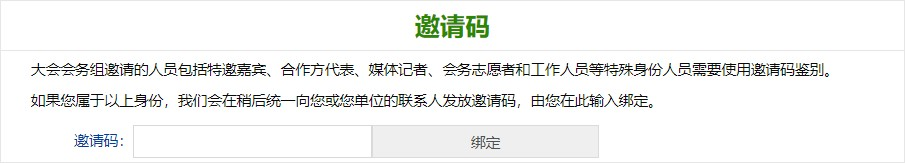 邀请码
大会会务组邀请的人员包括特邀嘉宾、合作方代表、媒体记者、会务志愿者和工作人员等特殊身份人员需要使用邀请码鉴别。
如果您属于以上身份，我们会在稍后统一向您或您单位的联系人发放邀请码，由您在此输入绑定。
邀请码： 绑定